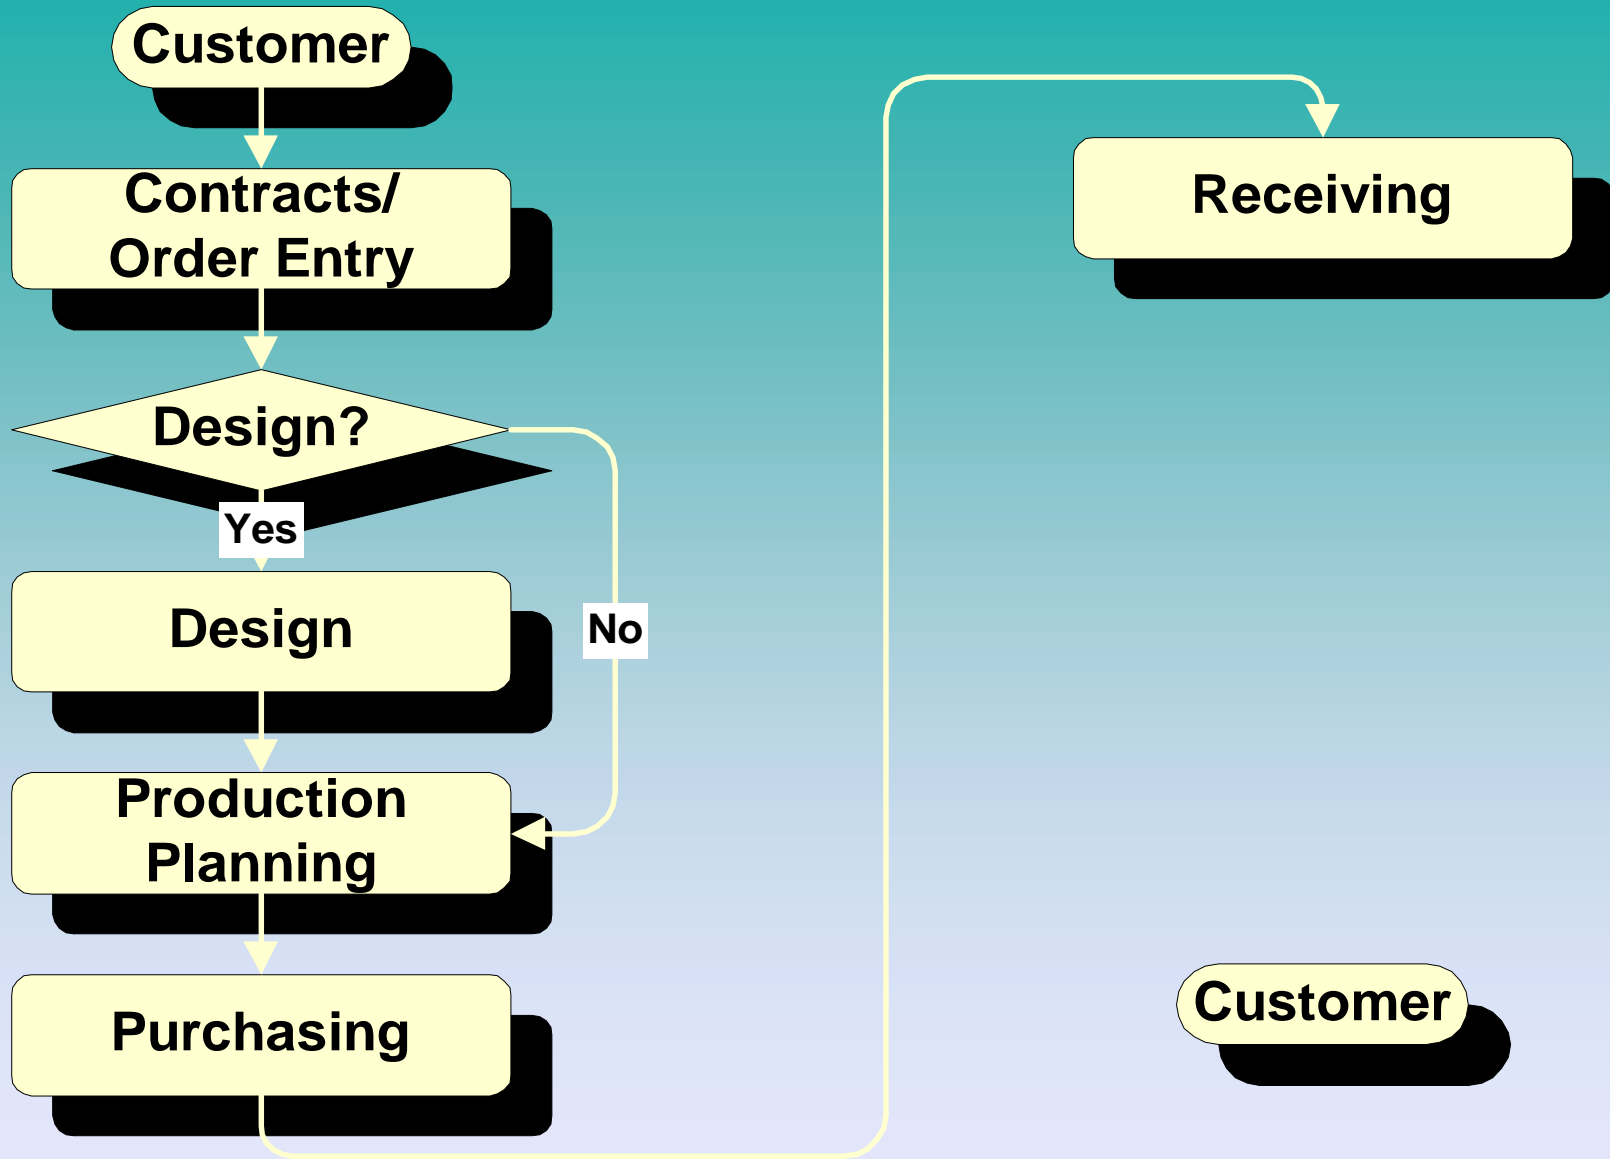 Customer
Contracts/
Order Entry
Design?
Yes
Design
No
Production
Planning
Purchasing
Receiving
Customer